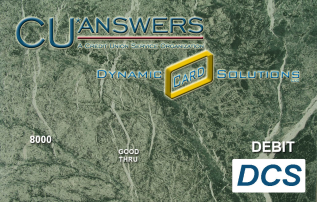 CU ANSWERS
A CREDIT UNION SERVICE ORGANIZATION
DYNAMIC CARD SOLUTIONS
8000
GOOD
THRU
DEBIT
DCS